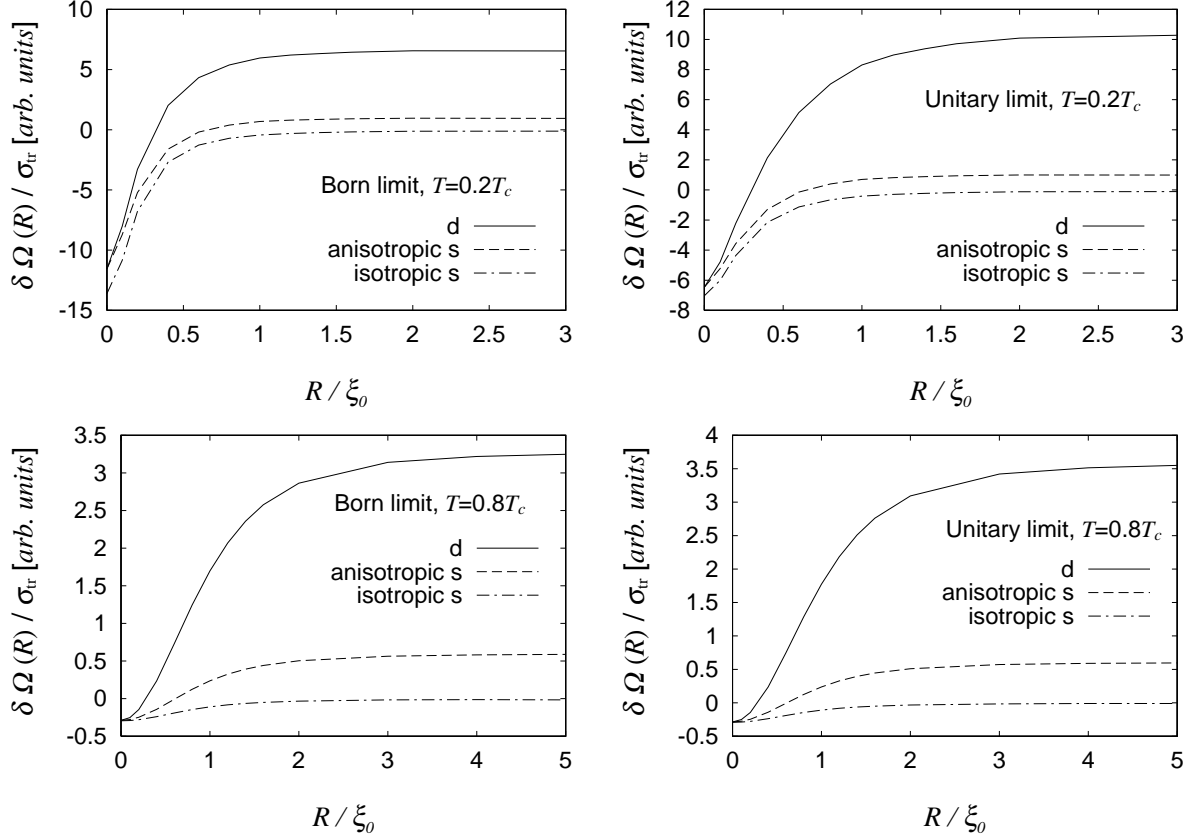 10
5
0
-5
-10
-15
0 0.5 1 1.5 2 2.5 3
δ Ω (R) / σtr [arb. units]
R / ξ0
Born limit, T=0.2Tc
d
anisotropic s
isotropic s
12
10
8
6
4
2
0
-2
-4
-6
-8
0 0.5 1 1.5 2 2.5 3
δ Ω (R) / σtr [arb. units]
R / ξ0
Unitary limit, T=0.2Tc
d
anisotropic s
isotropic s
3.5
3
2.5
2
1.5
1
0.5
0
-0.5
0 1 2 3 4 5
δ Ω (R) / σtr [arb. units]
R / ξ0
Born limit, T=0.8Tc
d
anisotropic s
isotropic s
4
3.5
3
2.5
2
1.5
1
0.5
0
-0.5
0 1 2 3 4 5
δ Ω (R) / σtr [arb. units]
R / ξ0
Unitary limit, T=0.8Tc
d
anisotropic s
isotropic s